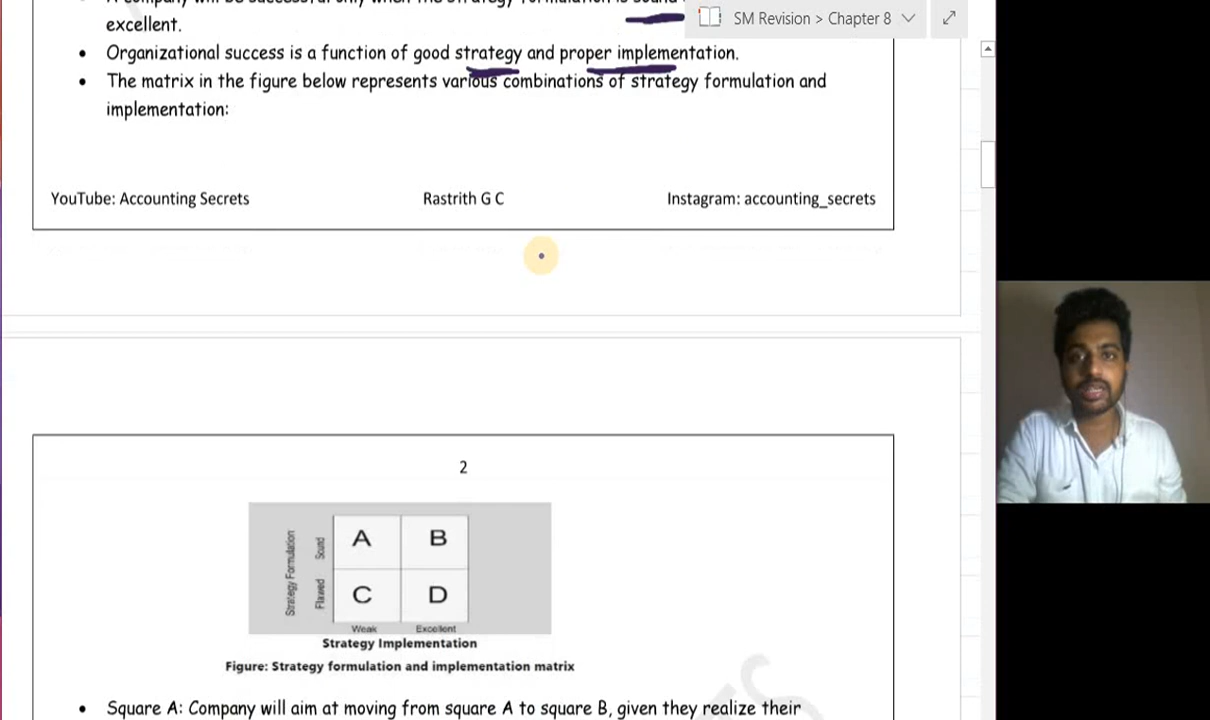 excellent.
SM Revision > Chapter 8
• Organizational success is a function of good strategy and proper implementation.
• The matrix in the figure below represents various combinations of strategy formulation and
implementation:
YouTube: Accounting Secrets
Rastrith G C
Instagram: accounting_secrets
2
Strategy Formulation
Sound
Flawed
A
B
C
D
Weak
Excellent
Strategy Implementation
Figure: Strategy formulation and implementation matrix
• Square A: Company will aim at moving from square A to square B, given they realize their